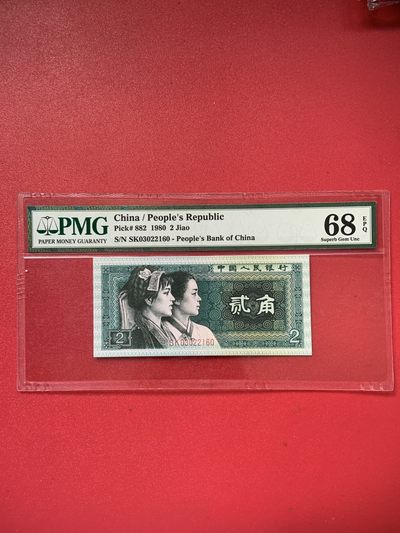 PMG
PAPER MONEY GUARANTY
China / People's Republic
Pick# 882 1980 2 Jiao
S/N SK03022160 - People's Bank of China
68 EPQ
Superb Gem Unc
中国人民银行
贰角
2
SK03022160
2